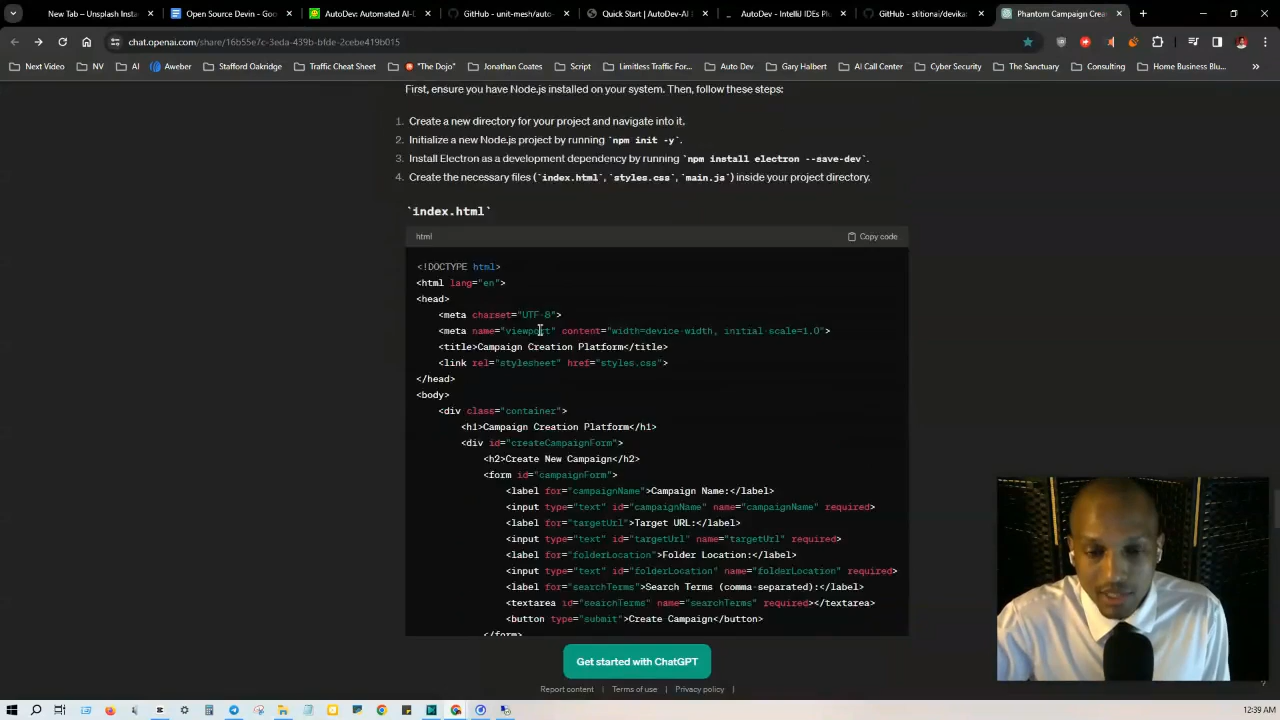 New Tab – Unsplash Insta
Open Source Devin - Goo
AutoDev: Automated AI-D
GitHub - unit-mesh/auto-
Quick Start | AutoDev-AI
AutoDev - IntelliJ IDEs Plu
GitHub - stitionai/devika:
Phantom Campaign Crea
chat.openai.com/share/16b55e7c-3eda-439b-bfde-2cebe419b015
Next Video
NV
AI
Aweber
Stafford Oakridge
Traffic Cheat Sheet
"The Dojo"
Jonathan Coates
Script
Limitless Traffic For...
Auto Dev
Gary Halbert
AI Call Center
Cyber Security
The Sanctuary
Consulting
Home Business Blu...
First, ensure you have Node.js installed on your system. Then, follow these steps:
1. Create a new directory for your project and navigate into it.
2. Initialize a new Node.js project by running `npm init -y`.
3. Install Electron as a development dependency by running `npm install electron --save-dev`.
4. Create the necessary files (`index.html`, `styles.css`, `main.js`) inside your project directory.
`index.html`
html
Copy code
<!DOCTYPE html>
<html lang="en">
<head>
<meta charset="UTF-8">
<meta name="viewport" content="width=device-width, initial-scale=1.0">
<title>Campaign Creation Platform</title>
<link rel="stylesheet" href="styles.css">
</head>
<body>
<div class="container">
<h1>Campaign Creation Platform</h1>
<div id="createCampaignForm">
<h2>Create New Campaign</h2>
<form id="campaignForm">
<label for="campaignName">Campaign Name:</label>
<input type="text" id="campaignName" name="campaignName" required>
<label for="targetUrl">Target URL:</label>
<input type="text" id="targetUrl" name="targetUrl" required>
<label for="folderLocation">Folder Location:</label>
<input type="text" id="folderLocation" name="folderLocation" required>
<label for="searchTerms">Search Terms (comma-separated):</label>
<textarea id="searchTerms" name="searchTerms" required></textarea>
<button type="submit">Create Campaign</button>
</form>
Get started with ChatGPT
Report content | Terms of use | Privacy policy |
12:39 AM